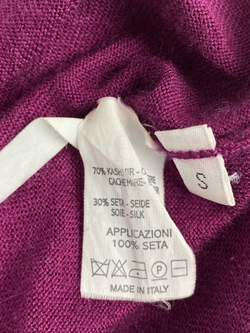 70% KASHMIR -
CACHEMIRE -
30% SETA - SEIDE
SOIE - SILK
APPLICAZIONI
100% SETA
P
MADE IN ITALY
S